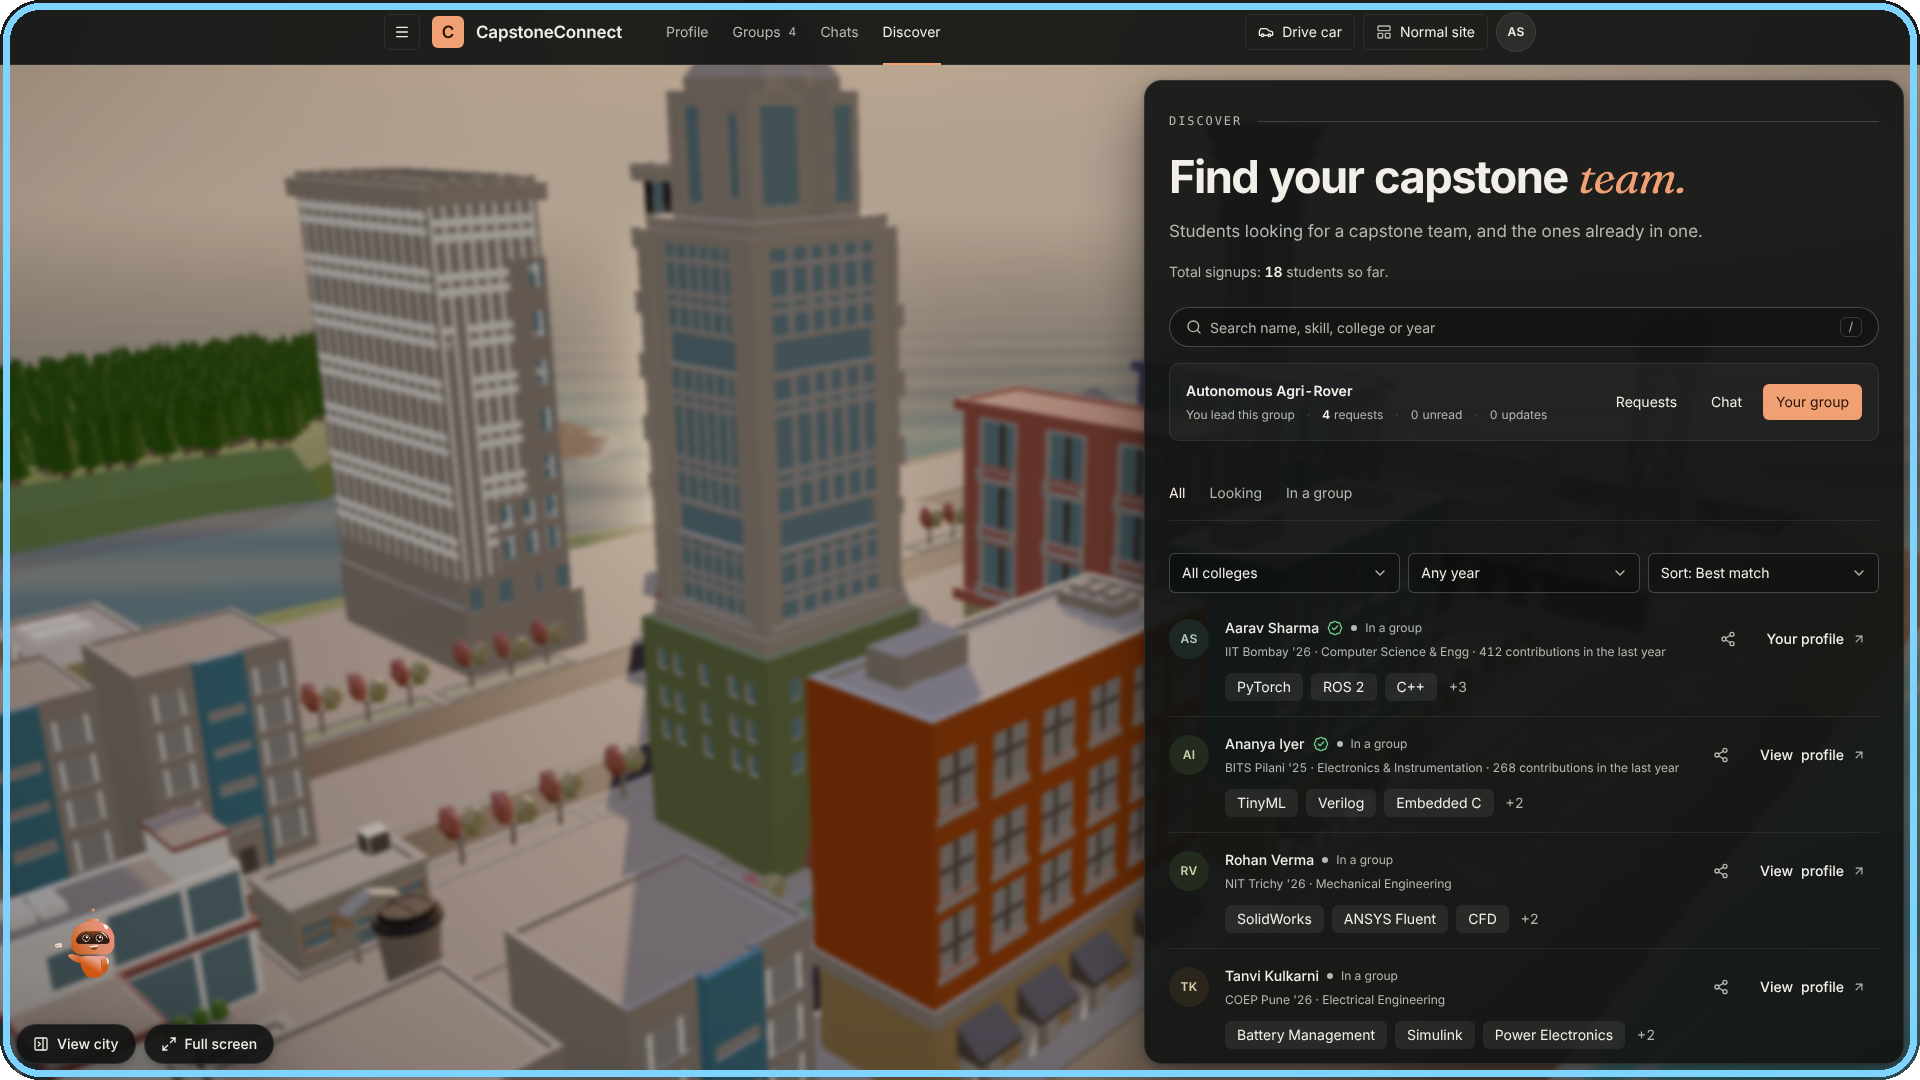 C CapstoneConnect Profile Groups 4 Chats Discover Drive car Normal site AS
DISCOVER
Find your capstone team.
Students looking for a capstone team, and the ones already in one.
Total signups: 18 students so far.
Search name, skill, college or year /
Autonomous Agri-Rover
You lead this group · 4 requests · 0 unread · 0 updates
Requests Chat Your group
All Looking In a group
All colleges Any year Sort: Best match
AS Aarav Sharma In a group
IIT Bombay '26 · Computer Science & Engg · 412 contributions in the last year
Your profile
PyTorch ROS 2 C++ +3
AI Ananya Iyer In a group
BITS Pilani '25 · Electronics & Instrumentation · 268 contributions in the last year
View profile
TinyML Verilog Embedded C +2
RV Rohan Verma In a group
NIT Trichy '26 · Mechanical Engineering
View profile
SolidWorks ANSYS Fluent CFD +2
TK Tanvi Kulkarni In a group
COEP Pune '26 · Electrical Engineering
View profile
Battery Management Simulink Power Electronics +2
View city Full screen